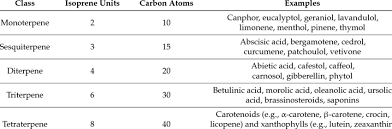 Class Isoprene Units Carbon Atoms Examples
Monoterpene 2 10 Canphor, eucalyptol, geraniol, lavandulol,
limonene, menthol, pinene, thymol
Sesquiterpene 3 15 Abscisic acid, bergamotene, cedrol,
curcumene, patchoulol, vetivone
Diterpene 4 20 Abietic acid, cafestol, caffeol,
carnosol, gibberellin, phytol
Triterpene 6 30 Betulinic acid, morolic acid, oleanolic acid, ursolic
acid, brassinosteroids, saponins
Tetraterpene 8 40 Carotenoids (e.g., α-carotene, β-carotene, crocin,
licopene) and xanthophylls (e.g., lutein, zeaxanthin